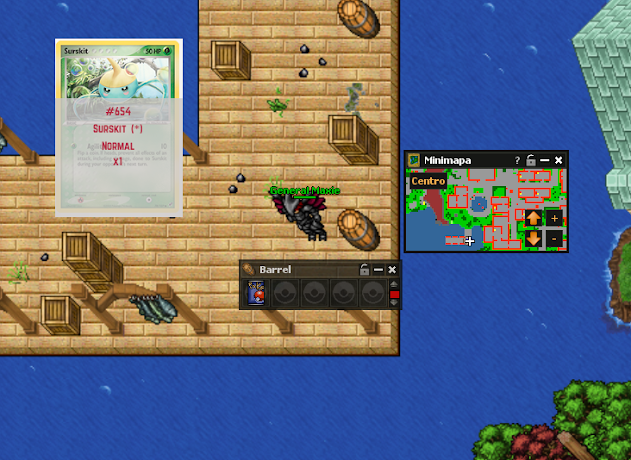 Surskit 50 HP
#654
Surskit (*)
Normal
x1
General Moxie
Minimapa
?
Centro
+
-
Barrel